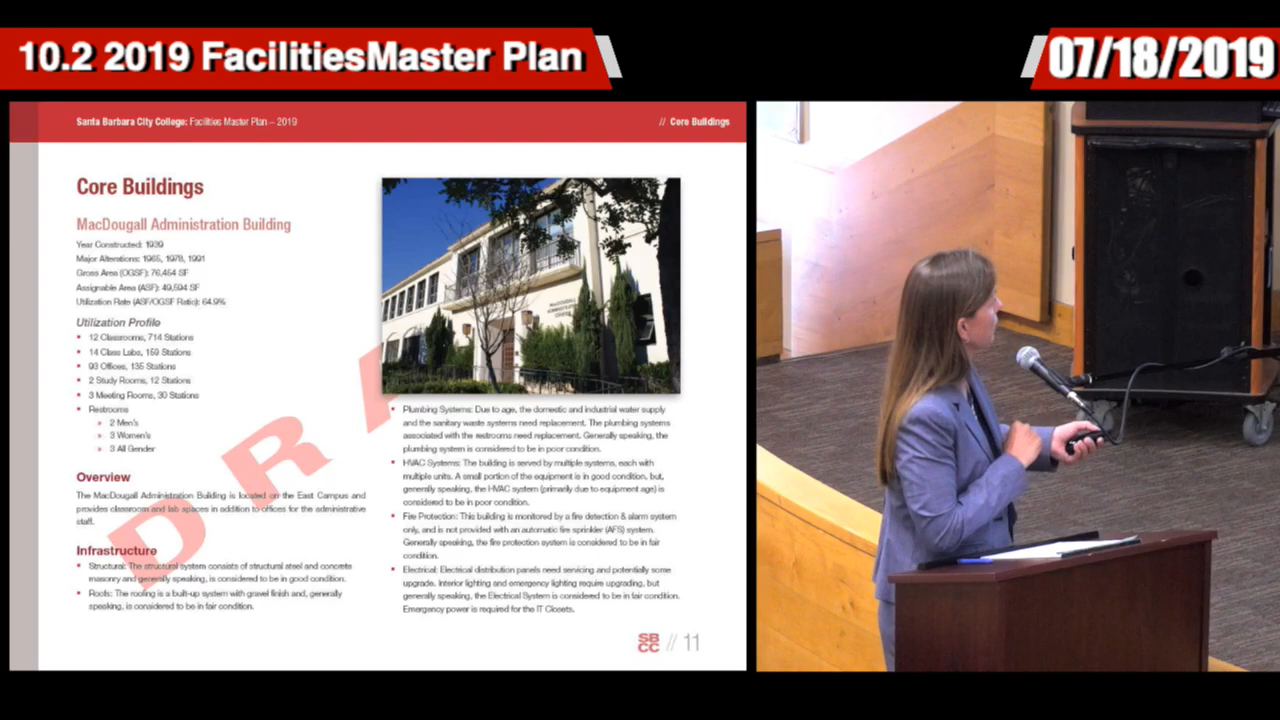 10.2 2019 FacilitiesMaster Plan
07/18/2019
Santa Barbara City College: Facilities Master Plan – 2019
// Core Buildings
Core Buildings
MacDougall Administration Building
Year Constructed: 1939
Major Alterations: 1965, 1978, 1991
Gross Area (OGSF): 76,454 SF
Assignable Area (ASF): 49,594 SF
Utilization Rate (ASF/OGSF Ratio): 64.9%
Utilization Profile
• 12 Classrooms, 714 Stations
• 14 Class Labs, 159 Stations
• 93 Offices, 135 Stations
• 2 Study Rooms, 12 Stations
• 3 Meeting Rooms, 30 Stations
• Restrooms
» 2 Men's
» 3 Women's
» 3 All Gender
Overview
The MacDougall Administration Building is located on the East Campus and
provides classroom and lab spaces in addition to offices for the administrative
staff.
Infrastructure
• Structural: The structural system consists of structural steel and concrete
masonry and generally speaking, is considered to be in good condition.
• Roofs: The roofing is a built-up system with gravel finish and, generally
speaking, is considered to be in fair condition.
MACDOUGALL
ADMINISTRATION
CENTER
• Plumbing Systems: Due to age, the domestic and industrial water supply
and the sanitary waste systems need replacement. The plumbing systems
associated with the restrooms need replacement. Generally speaking, the
plumbing system is considered to be in poor condition.
• HVAC Systems: The building is served by multiple systems, each with
multiple units. A small portion of the equipment is in good condition, but,
generally speaking, the HVAC system (primarily due to equipment age) is
considered to be in poor condition.
• Fire Protection: This building is monitored by a fire detection & alarm system
only, and is not provided with an automatic fire sprinkler (AFS) system.
Generally speaking, the fire protection system is considered to be in fair
condition.
• Electrical: Electrical distribution panels need servicing and potentially some
upgrade. Interior lighting and emergency lighting require upgrading, but
generally speaking, the Electrical System is considered to be in fair condition.
Emergency power is required for the IT Closets.
DRA
SB
CC // 11